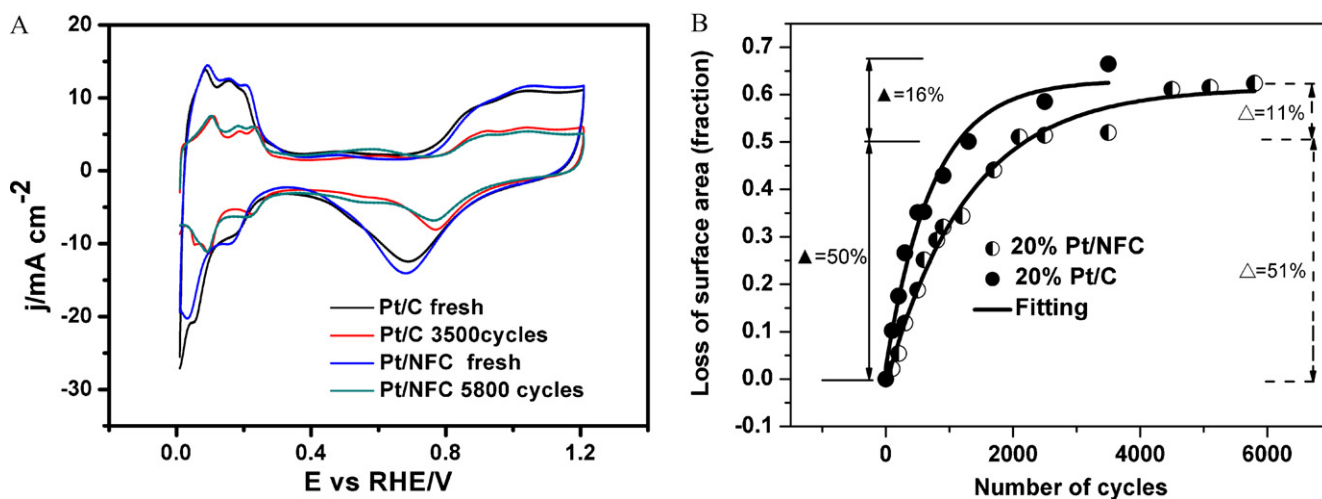 A
j/mA cm-2
20
10
0
-10
-20
-30
Pt/C fresh
Pt/C 3500cycles
Pt/NFC fresh
Pt/NFC 5800 cycles
0.0 0.4 0.8 1.2
E vs RHE/V
B
Loss of surface area (fraction)
0.7
0.6
0.5
0.4
0.3
0.2
0.1
0.0
-0.1
▲=16%
▲=50%
△=11%
△=51%
20% Pt/NFC
20% Pt/C
Fitting
0 2000 4000 6000
Number of cycles